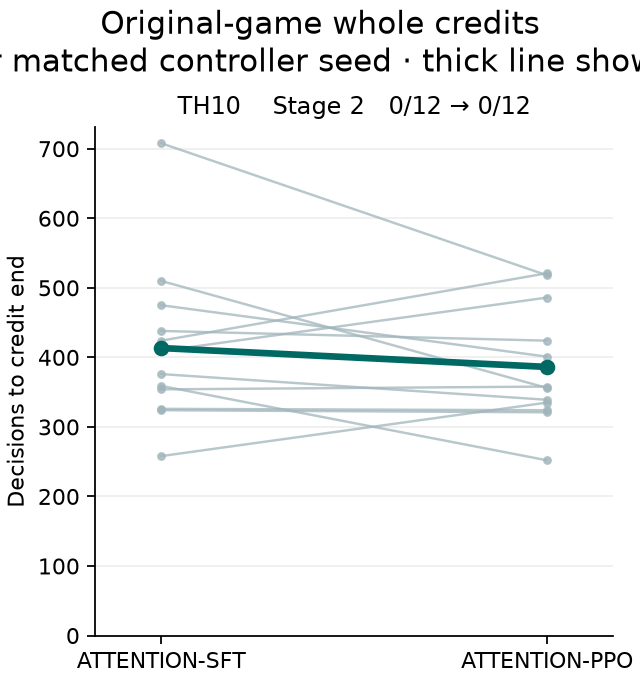 Original-game whole credits
matched controller seed · thick line
TH10 Stage 2 0/12 → 0/12
700
600
500
400
300
200
100
0
Decisions to credit end
ATTENTION-SFT ATTENTION-PPO